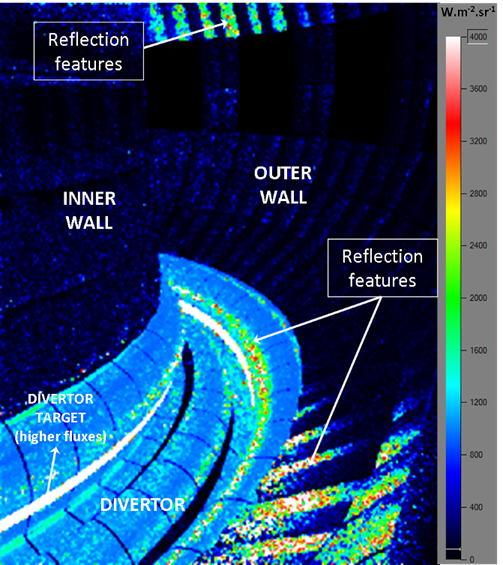 W.m⁻².sr⁻¹
Reflection
features
4000
3600
3200
2800
2400
2000
1600
1200
800
400
0
OUTER
WALL
INNER
WALL
Reflection
features
DIVERTOR
TARGET
(higher fluxes)
DIVERTOR